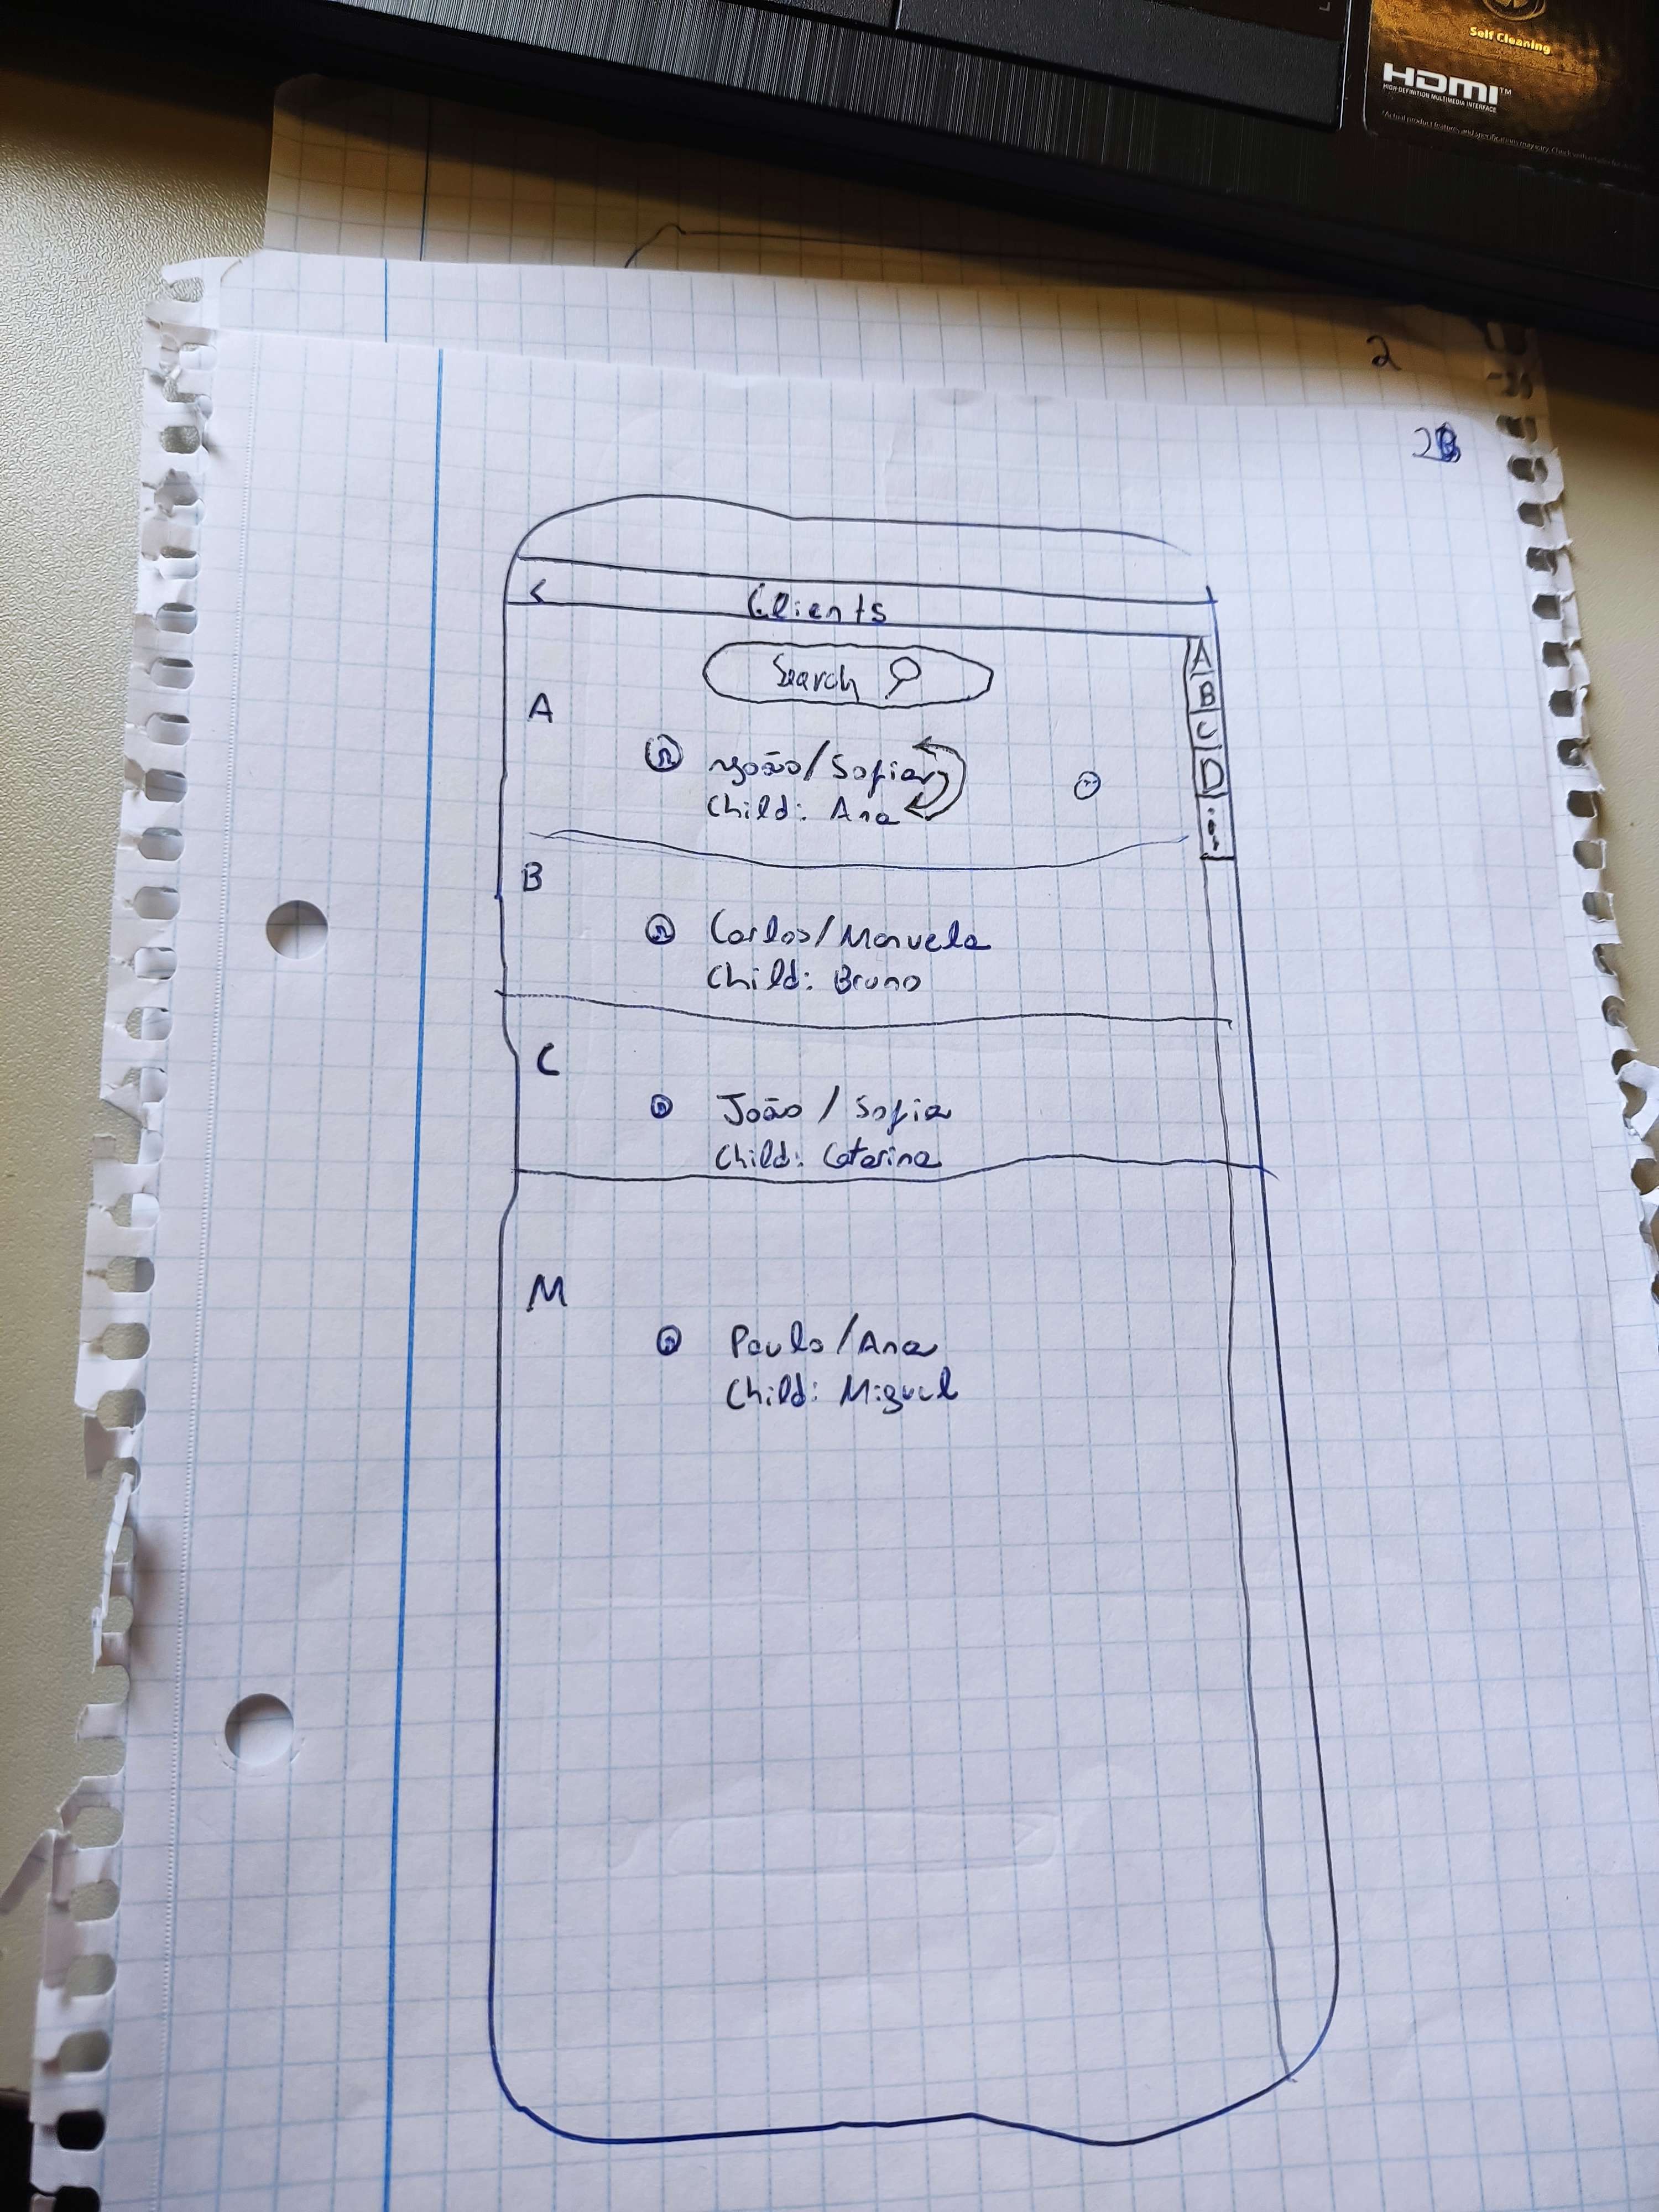 Self Cleaning
HDMI™
HIGH-DEFINITION MULTIMEDIA INTERFACE
2
2B
< Clients
Search
A
A
B
C
D
João/Sofia
Child: Ana
B
Carlos/Manuela
Child: Bruno
C
João / Sofia
Child: Catarina
M
Paulo/Ana
Child: Miguel